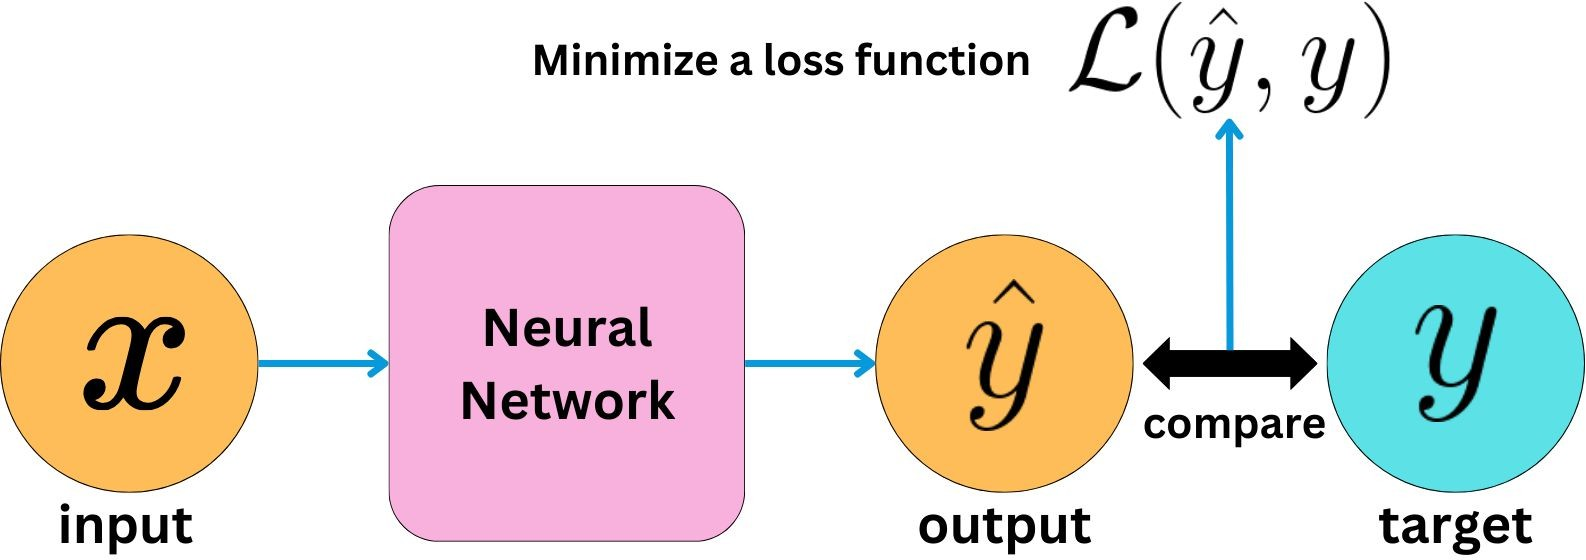 Minimize a loss function ℒ(ŷ, y)
x
Neural
Network
ŷ
y
compare
input
output
target